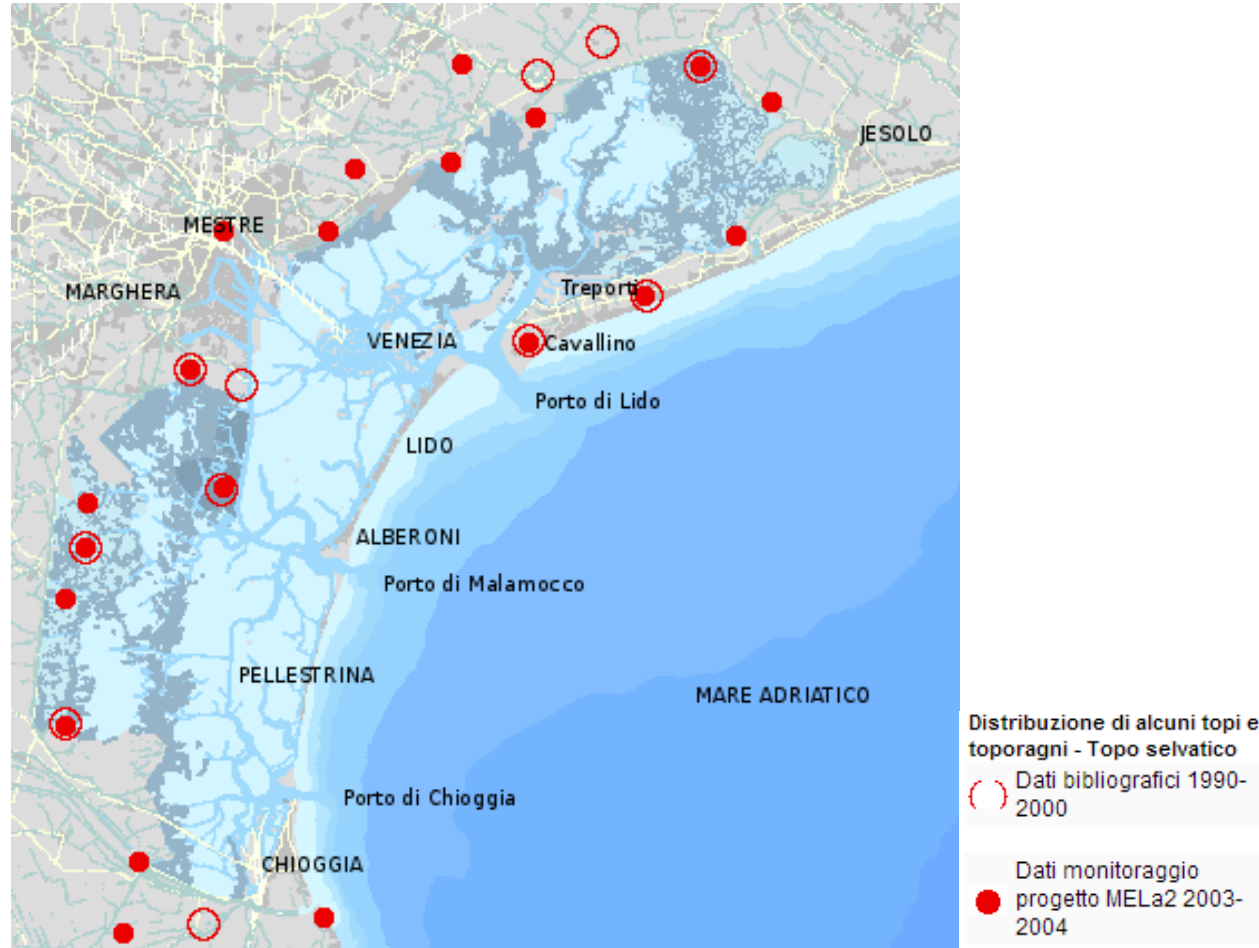 JESOLO
MESTRE
MARGHERA
Treporti
VENEZIA
Cavallino
Porto di Lido
LIDO
ALBERONI
Porto di Malamocco
PELLESTRINA
MARE ADRIATICO
Porto di Chioggia
CHIOGGIA
Distribuzione di alcuni topi e
toporagni - Topo selvatico
Dati bibliografici 1990-
2000
Dati monitoraggio
progetto MELa2 2003-
2004